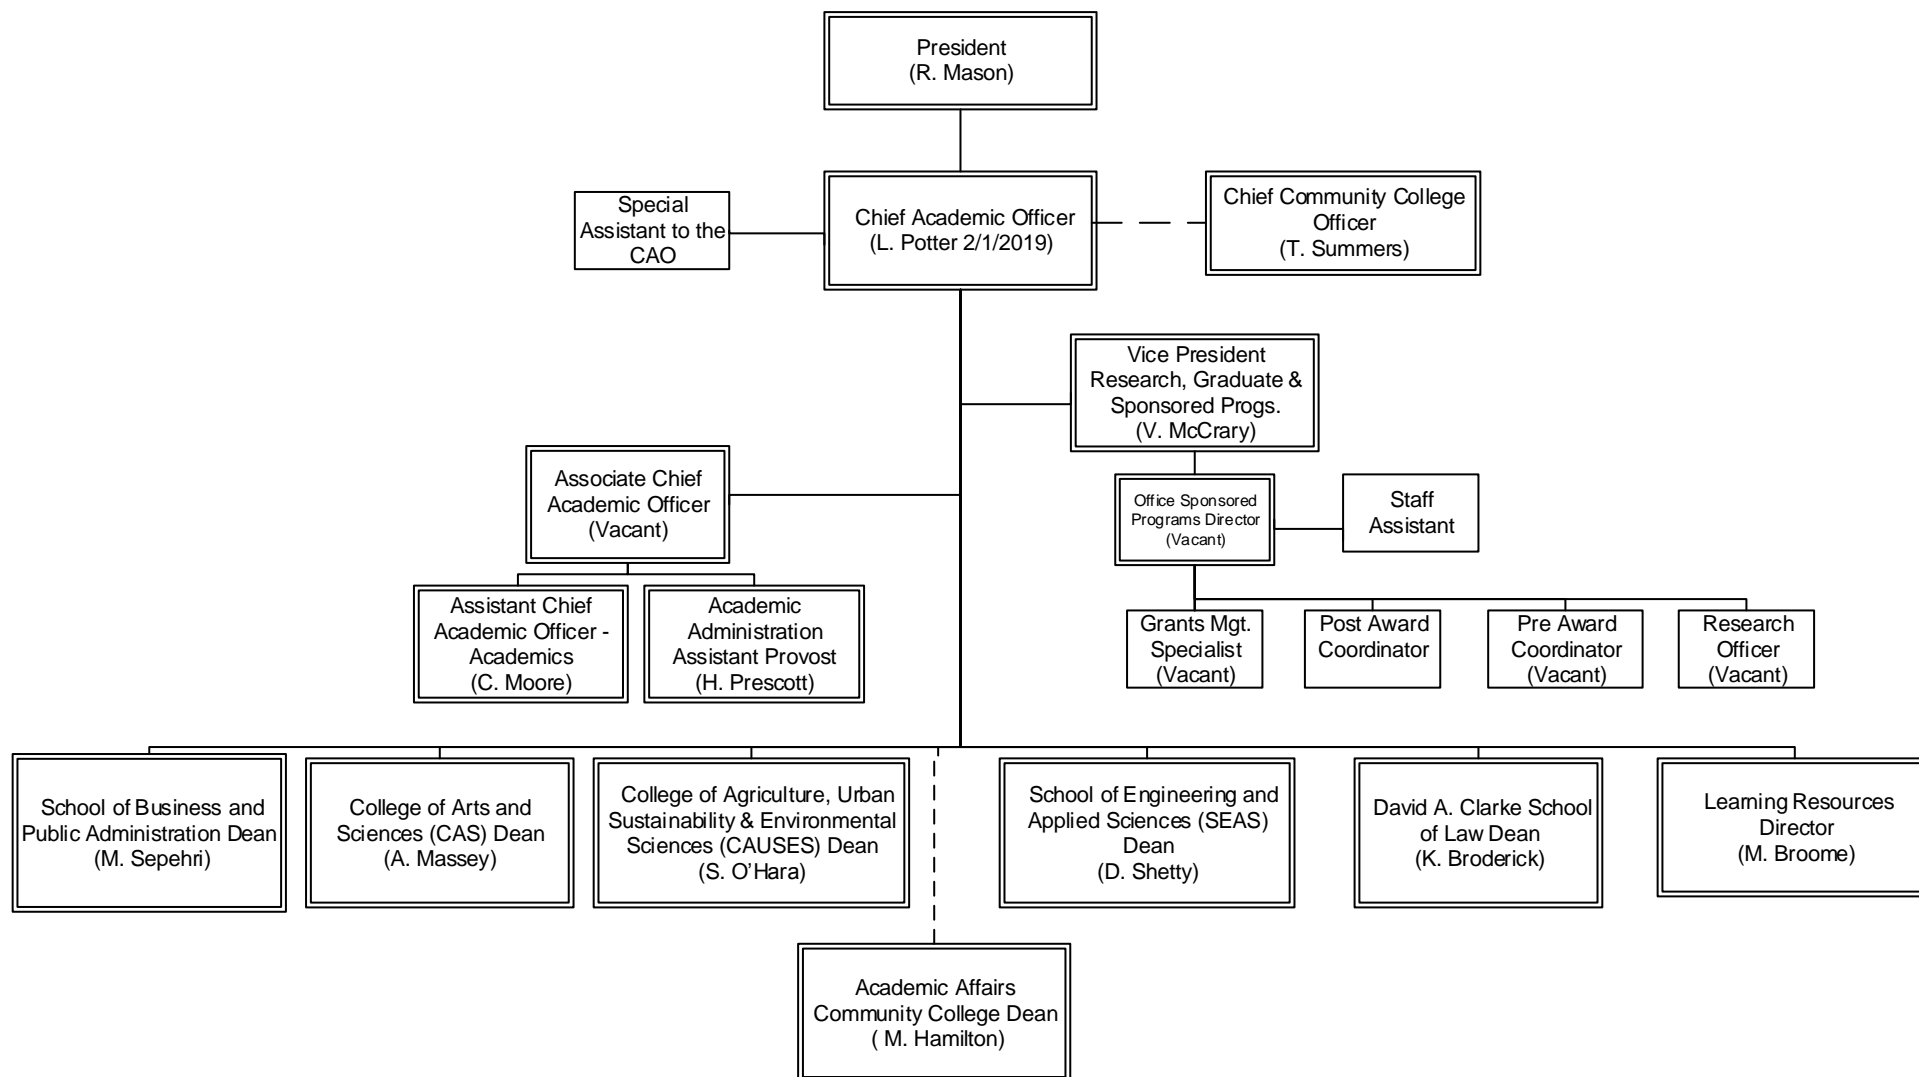 President
(R. Mason)
Special
Assistant to the
CAO
Chief Academic Officer
(L. Potter 2/1/2019)
Chief Community College
Officer
(T. Summers)
Vice President
Research, Graduate &
Sponsored Progs.
(V. McCrary)
Associate Chief
Academic Officer
(Vacant)
Office Sponsored
Programs Director
(Vacant)
Staff
Assistant
Assistant Chief
Academic Officer -
Academics
(C. Moore)
Academic
Administration
Assistant Provost
(H. Prescott)
Grants Mgt.
Specialist
(Vacant)
Post Award
Coordinator
Pre Award
Coordinator
(Vacant)
Research
Officer
(Vacant)
School of Business and
Public Administration Dean
(M. Sepehri)
College of Arts and
Sciences (CAS) Dean
(A. Massey)
College of Agriculture, Urban
Sustainability & Environmental
Sciences (CAUSES) Dean
(S. O'Hara)
School of Engineering and
Applied Sciences (SEAS)
Dean
(D. Shetty)
David A. Clarke School
of Law Dean
(K. Broderick)
Learning Resources
Director
(M. Broome)
Academic Affairs
Community College Dean
( M. Hamilton)